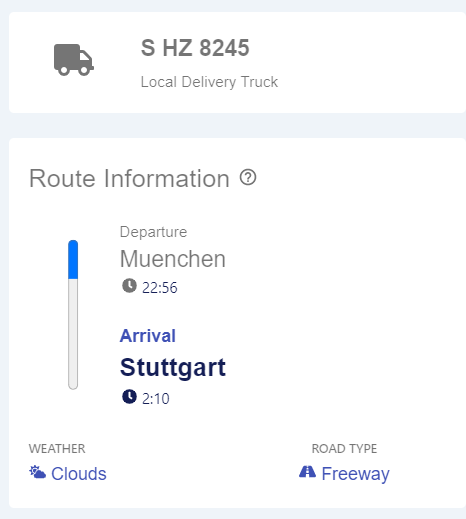 S HZ 8245
Local Delivery Truck
Route Information
Departure
Muenchen
22:56
Arrival
Stuttgart
2:10
WEATHER
ROAD TYPE
Clouds
Freeway